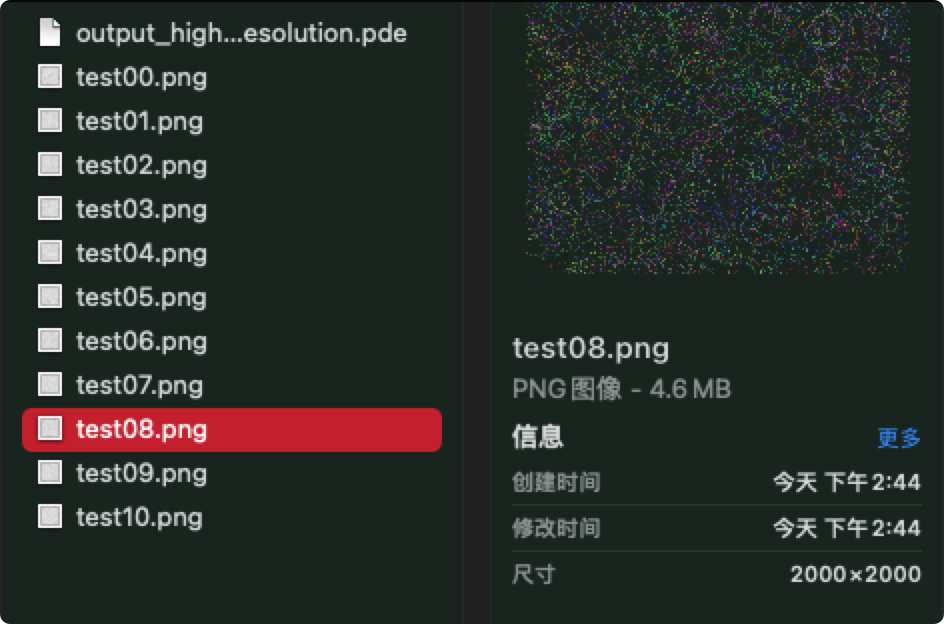 output_high...esolution.pde
test00.png
test01.png
test02.png
test03.png
test04.png
test05.png
test06.png
test07.png
test08.png
test09.png
test10.png
test08.png
PNG图像 - 4.6 MB
信息 更多
创建时间 今天 下午2:44
修改时间 今天 下午2:44
尺寸 2000×2000